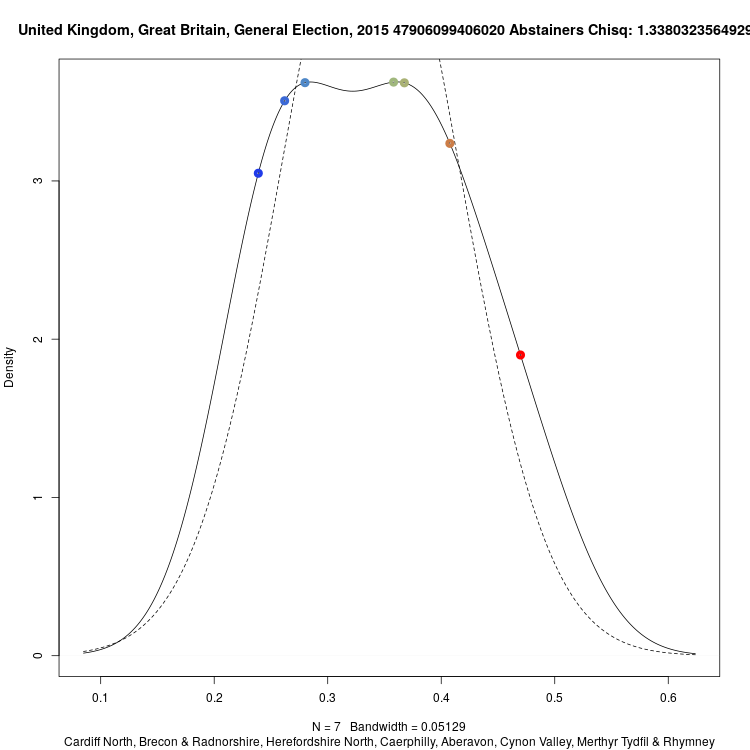 United Kingdom, Great Britain, General Election, 2015 47906099406020 Abstainers Chisq: 1.3380323564929
Density
3
2
1
0
0.1 0.2 0.3 0.4 0.5 0.6
N = 7 Bandwidth = 0.05129
Cardiff North, Brecon & Radnorshire, Herefordshire North, Caerphilly, Aberavon, Cynon Valley, Merthyr Tydfil & Rhymney